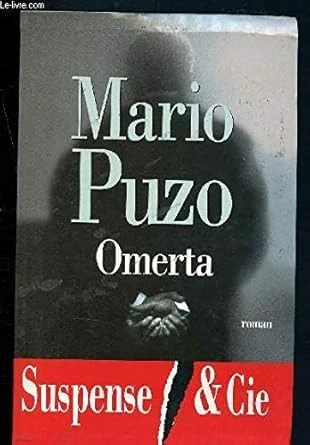 Le-livre.com
Mario
Puzo
Omerta
roman
Suspense & Cie